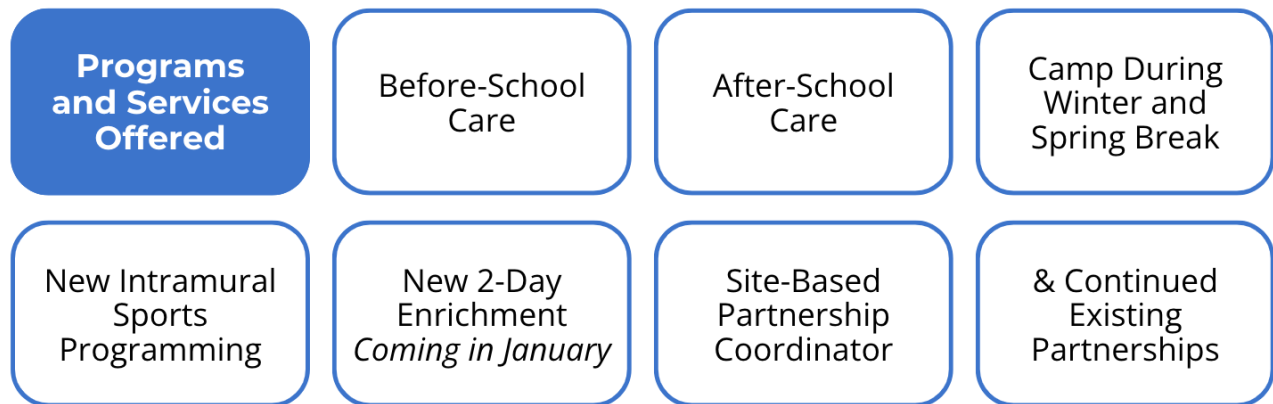 Programs
and Services
Offered
Before-School
Care
After-School
Care
Camp During
Winter and
Spring Break
New Intramural
Sports
Programming
New 2-Day
Enrichment
Coming in January
Site-Based
Partnership
Coordinator
& Continued
Existing
Partnerships